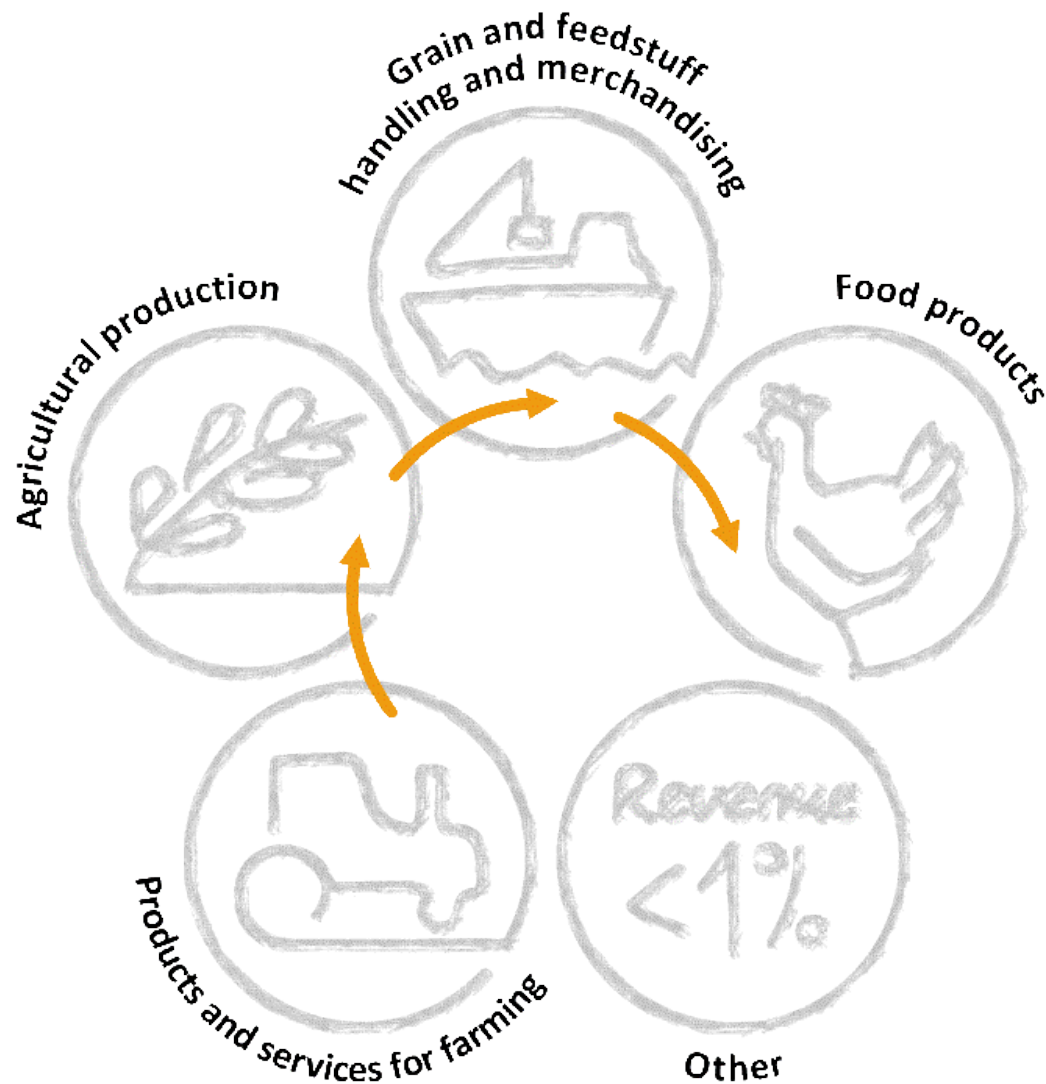 Grain and feedstuff
handling and merchandising
Agricultural production
Food products
Products and services for farming
Revenue
<1%
Other